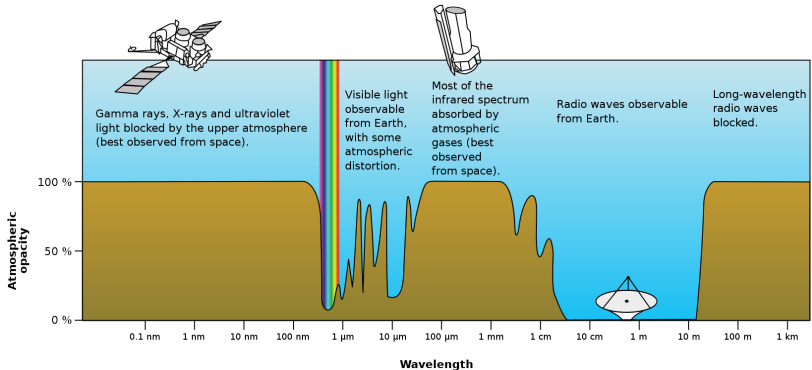 Gamma rays, X-rays and ultraviolet
light blocked by the upper atmosphere
(best observed from space).
Visible light
observable
from Earth,
with some
atmospheric
distortion.
Most of the
infrared spectrum
absorbed by
atmospheric
gases (best
observed
from space).
Radio waves observable
from Earth.
Long-wavelength
radio waves
blocked.
Atmospheric
opacity
100 %
50 %
0 %
0.1 nm
1 nm
10 nm
100 nm
1 μm
10 μm
100 μm
1 mm
1 cm
10 cm
1 m
10 m
100 m
1 km
Wavelength